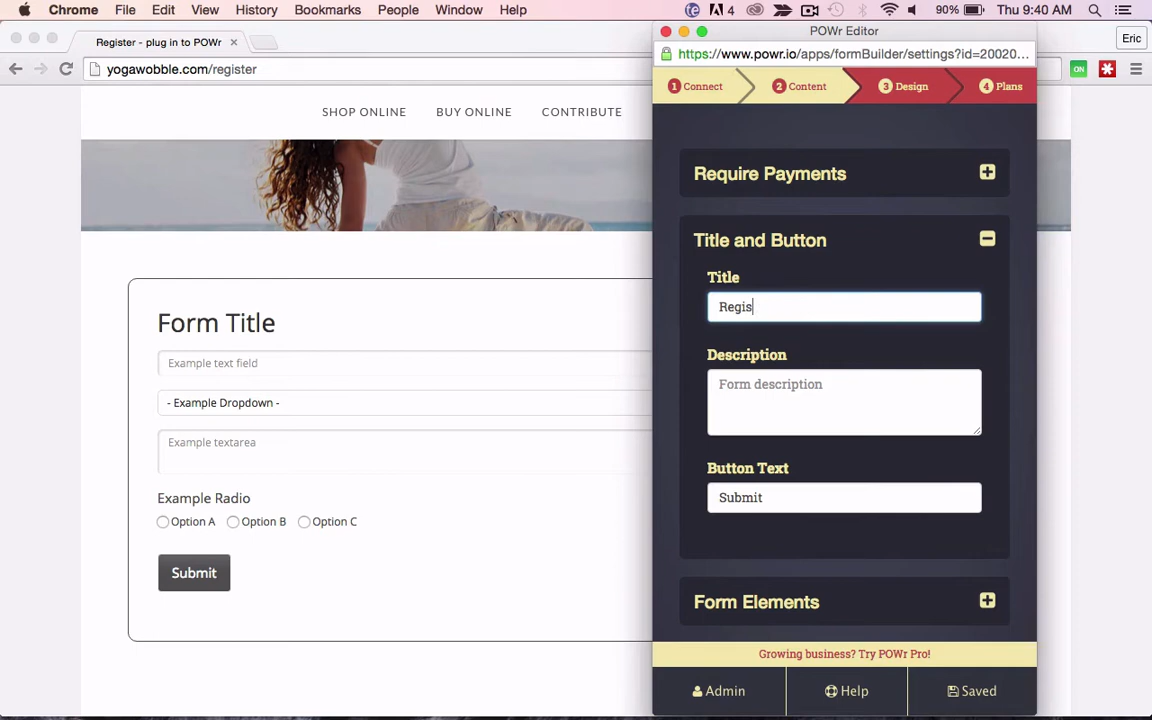 Chrome File Edit View History Bookmarks People Window Help 4 90% Thu 9:40 AM
Register - plug in to POWr
Eric
yogawobble.com/register
ON
SHOP ONLINE BUY ONLINE CONTRIBUTE
Form Title
Example text field
- Example Dropdown -
Example textarea
Example Radio
Option A Option B Option C
Submit
POWr Editor
https://www.powr.io/apps/formBuilder/settings?id=20020...
1 Connect 2 Content 3 Design 4 Plans
Require Payments
Title and Button
Title
Regis
Description
Form description
Button Text
Submit
Form Elements
Growing business? Try POWr Pro!
Admin Help Saved